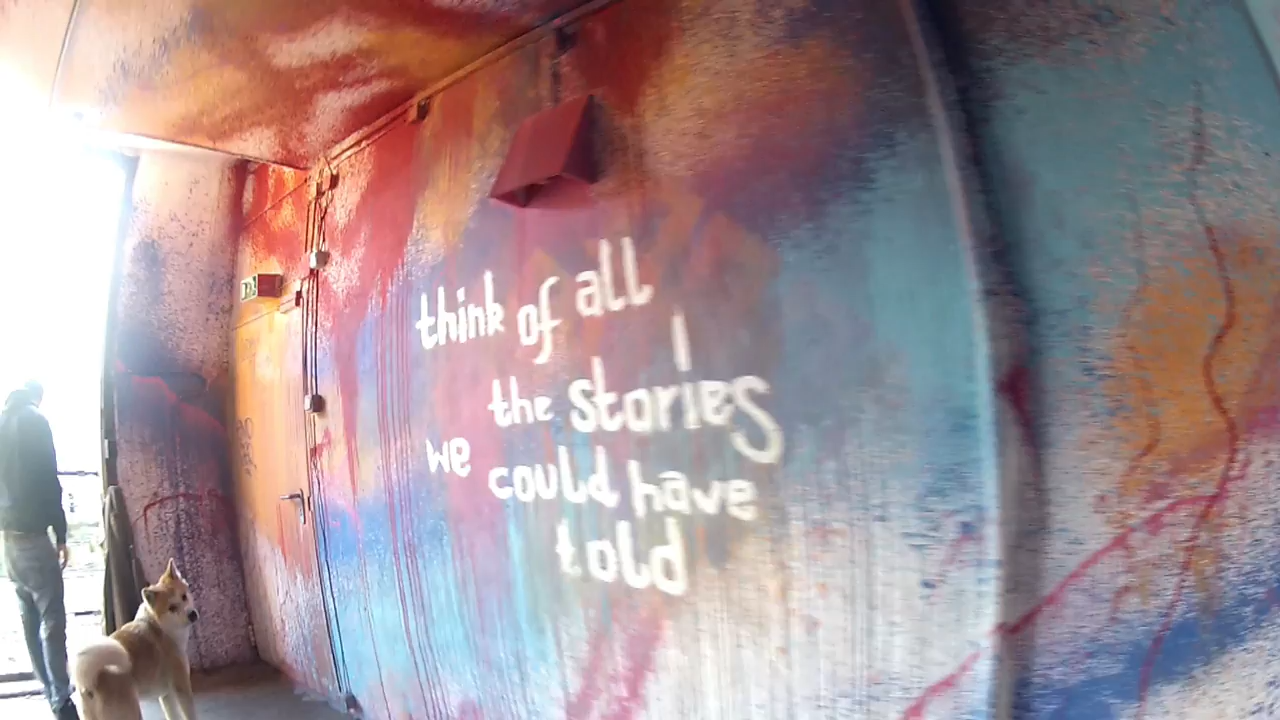 think of all
the stories
we could have
told